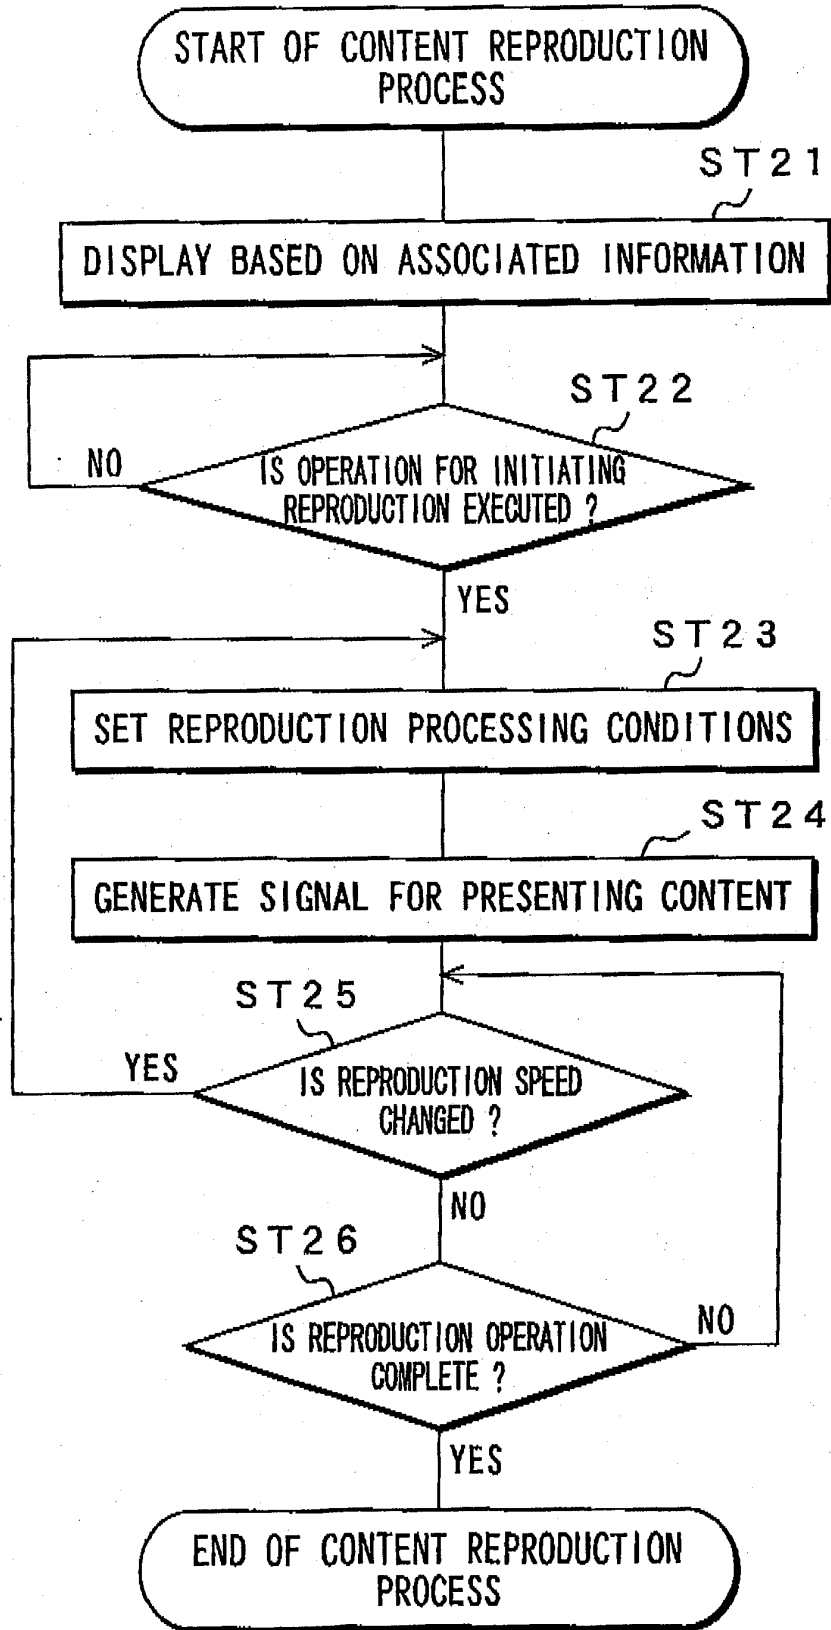 START OF CONTENT REPRODUCTION
PROCESS
ST21
DISPLAY BASED ON ASSOCIATED INFORMATION
ST22
NO
IS OPERATION FOR INITIATING
REPRODUCTION EXECUTED ?
YES
ST23
SET REPRODUCTION PROCESSING CONDITIONS
ST24
GENERATE SIGNAL FOR PRESENTING CONTENT
ST25
YES
IS REPRODUCTION SPEED
CHANGED ?
NO
ST26
NO
IS REPRODUCTION OPERATION
COMPLETE ?
YES
END OF CONTENT REPRODUCTION
PROCESS